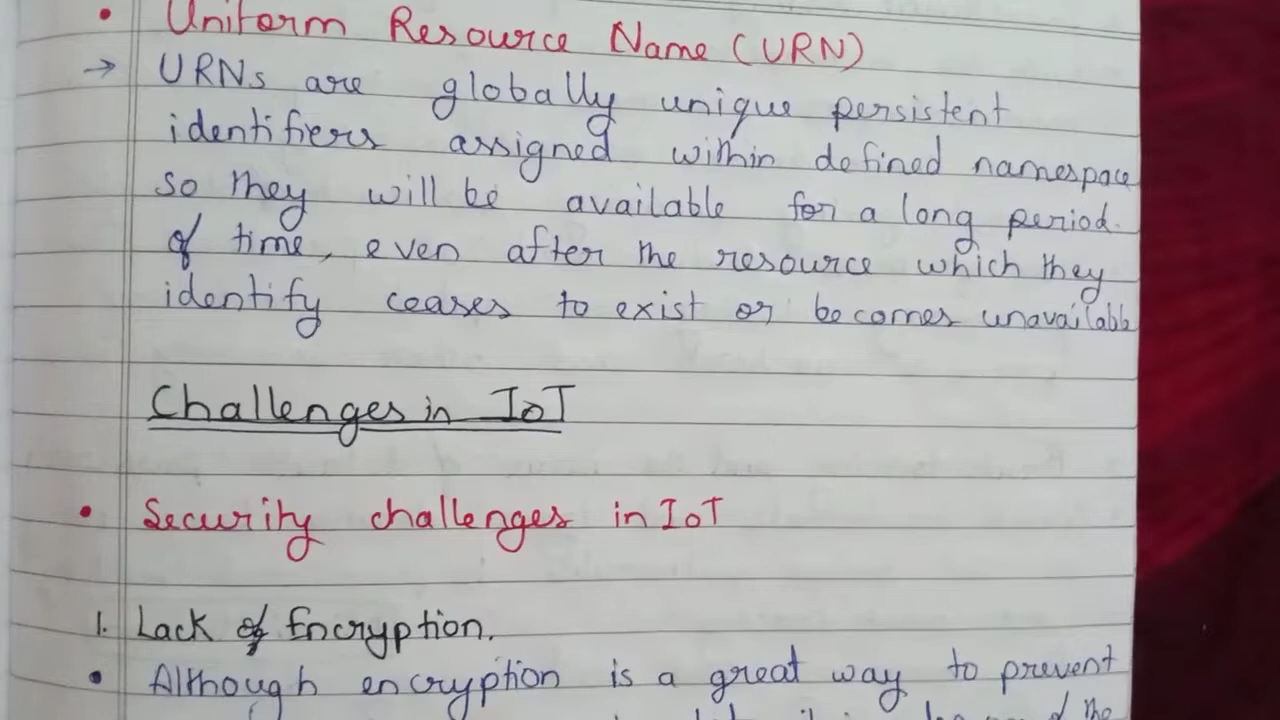 • Uniform Resource Name (URN)
→ URNs are globally unique persistent
identifiers assigned within defined namespace
so they will be available for a long period.
of time, even after the resource which they
identify ceases to exist or becomes unavailable
Challenges in IoT
• Security challenges in IoT
1. Lack of Encryption.
• Although encryption is a great way to prevent
the